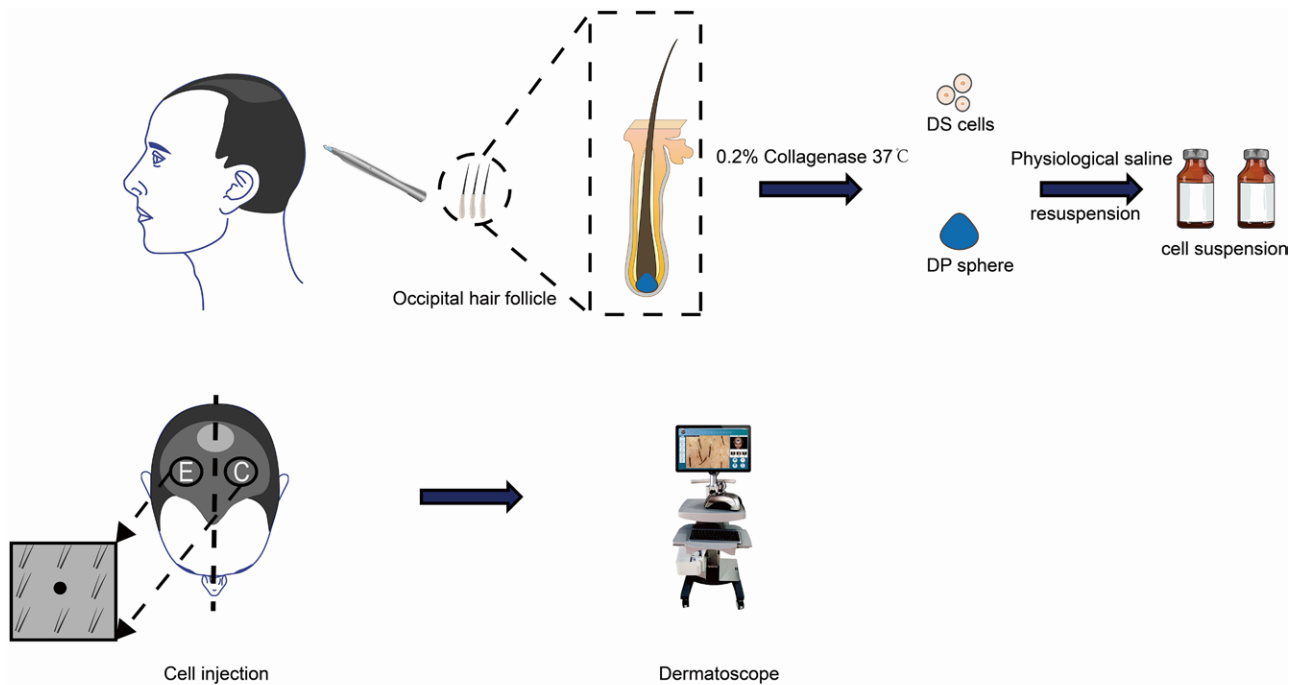 DS cells
0.2% Collagenase 37℃
Physiological saline
resuspension
DP sphere
cell suspension
Occipital hair follicle
E
C
Cell injection
Dermatoscope